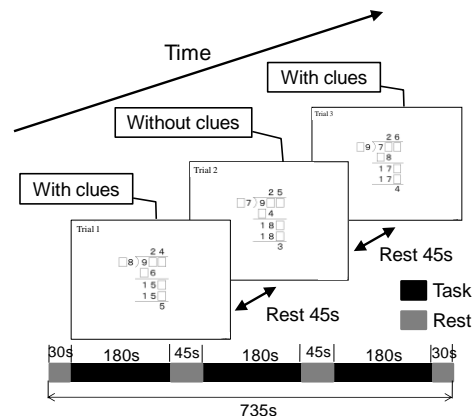 Time
With clues
Without clues
With clues
Trial 3
2 6
□ 9 ) 7 □ □
□ 8
1 7 □
1 7 □
4
Trial 2
2 5
□ 7 ) 9 □ □
□ 4
1 8 □
1 8 □
3
Trial 1
2 4
□ 8 ) 9 □ □
□ 6
1 5 □
1 5 □
5
Rest 45s
Rest 45s
Task
Rest
30s 180s 45s 180s 45s 180s 30s
735s